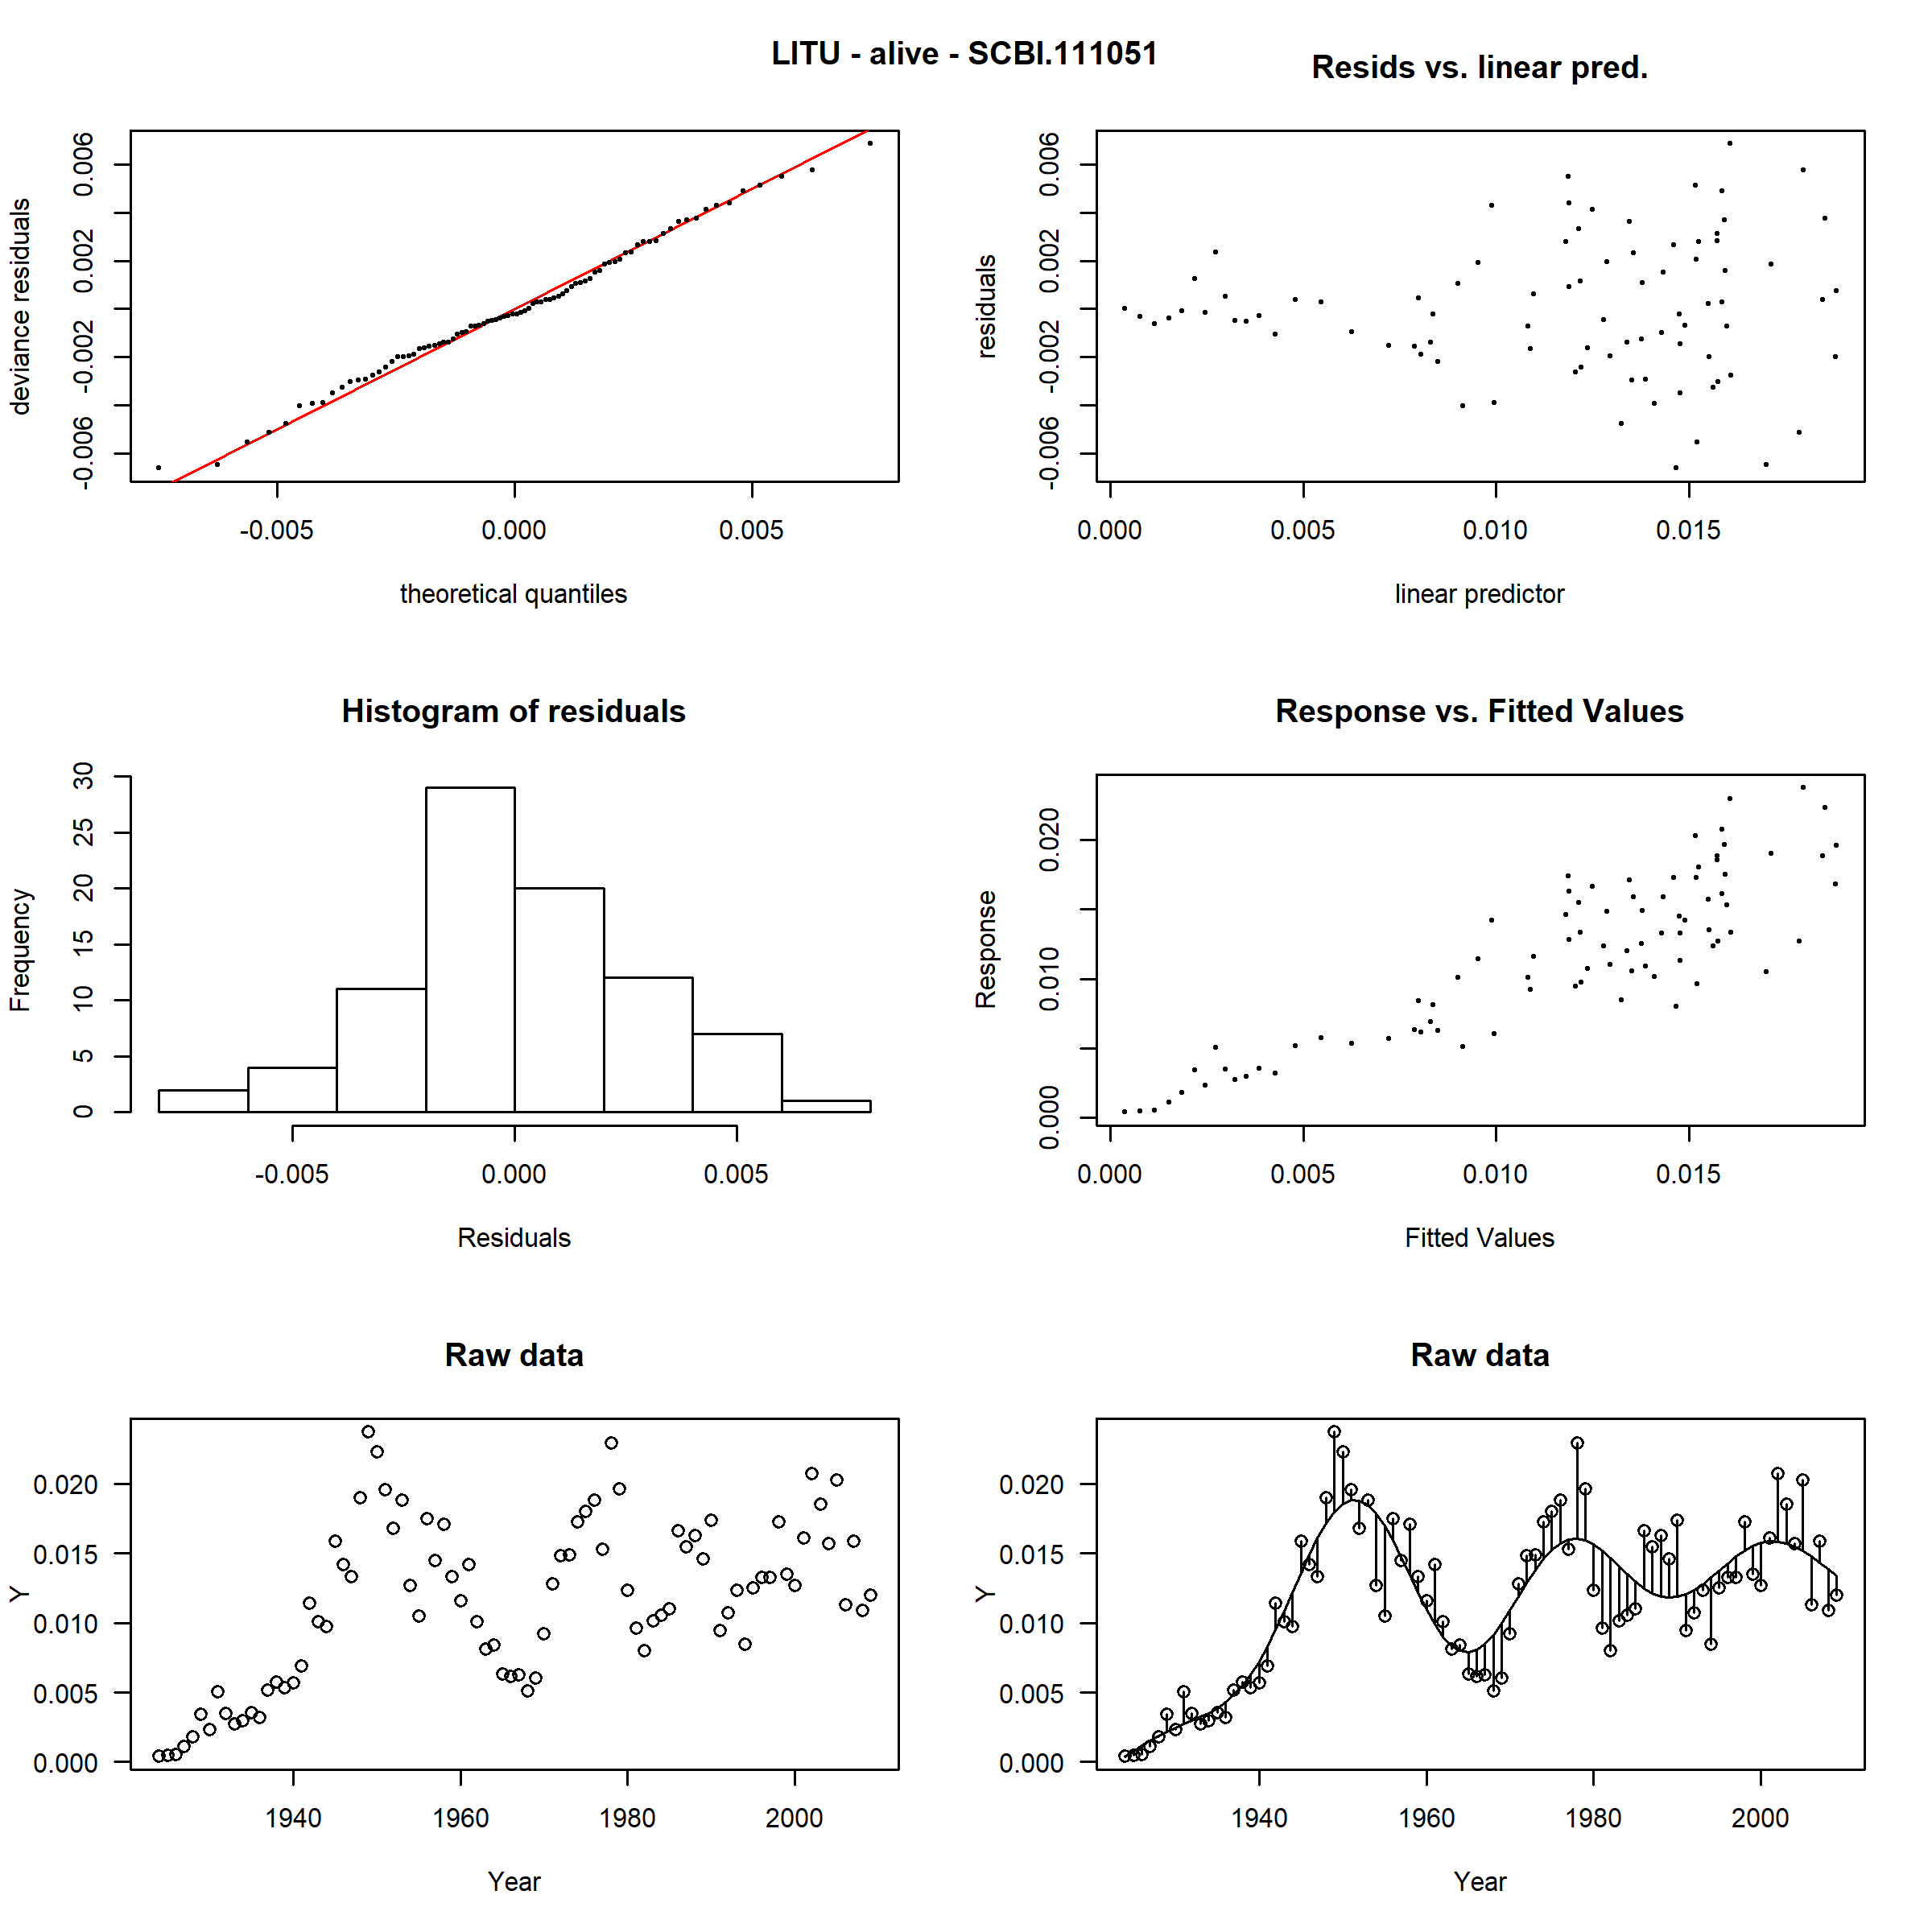 LITU - alive - SCBI.111051
deviance residuals
0.006
0.002
-0.002
-0.006
-0.005 0.000 0.005
theoretical quantiles
Resids vs. linear pred.
residuals
0.006
0.002
-0.002
-0.006
0.000 0.005 0.010 0.015
linear predictor
Histogram of residuals
Frequency
30
25
20
15
10
5
0
-0.005 0.000 0.005
Residuals
Response vs. Fitted Values
Response
0.020
0.010
0.000
0.000 0.005 0.010 0.015
Fitted Values
Raw data
Y
0.020
0.015
0.010
0.005
0.000
1940 1960 1980 2000
Year
Raw data
Y
0.020
0.015
0.010
0.005
0.000
1940 1960 1980 2000
Year